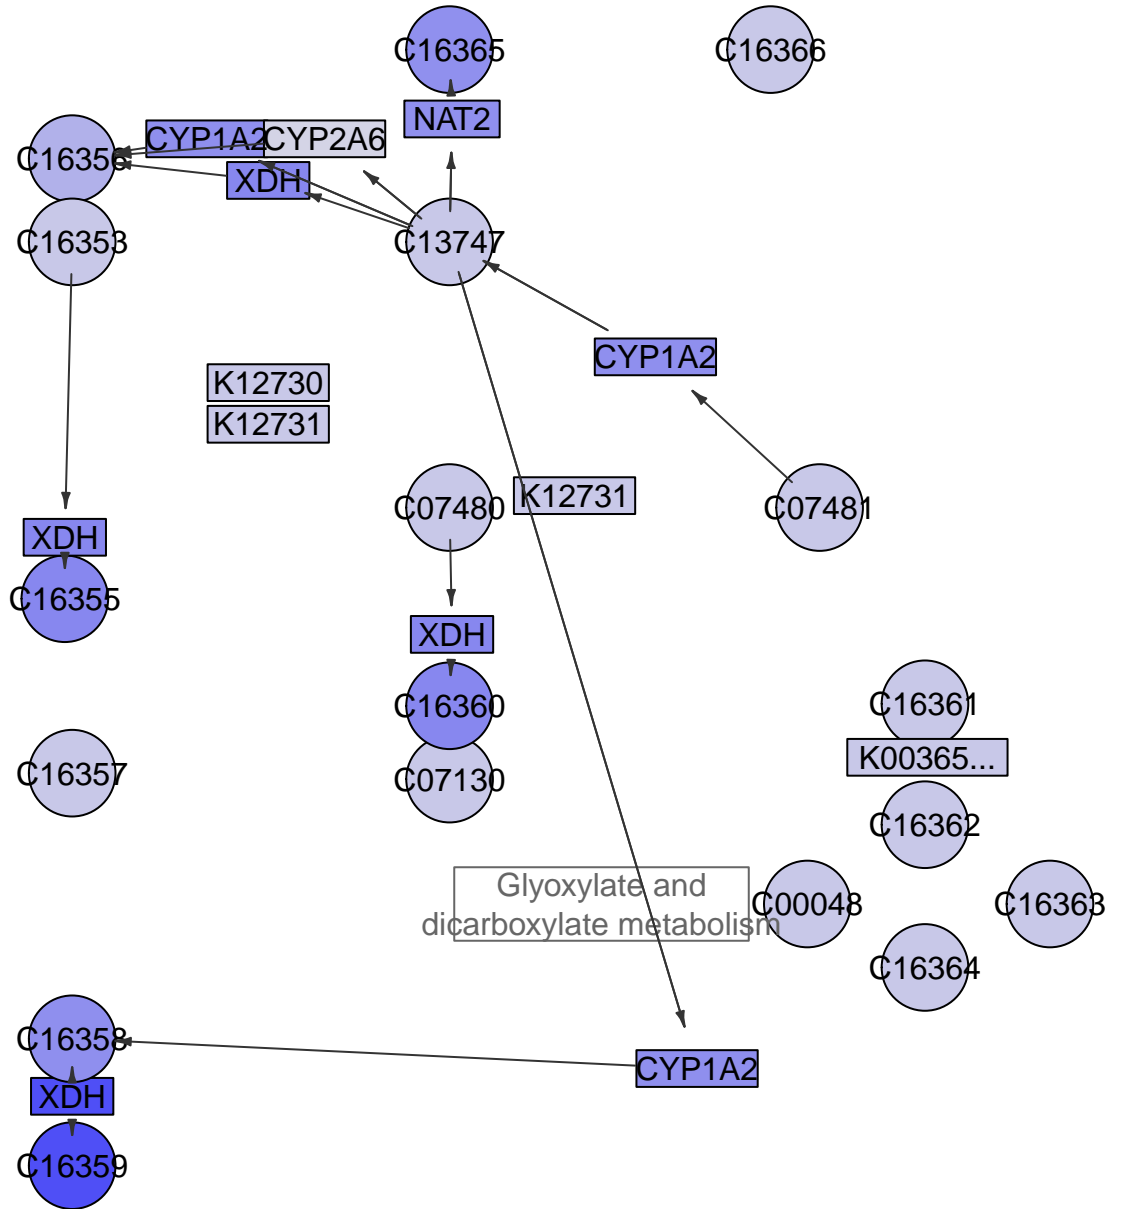 C16365
C16366
NAT2
CYP1A2
CYP2A6
C16356
XDH
C16353
C13747
CYP1A2
K12730
K12731
K12731
C07480
C07481
XDH
C16355
XDH
C16360
C16361
K00365...
C16357
C07130
C16362
Glyoxylate and
dicarboxylate metabolism
C00048
C16363
C16364
C16358
CYP1A2
XDH
C16359